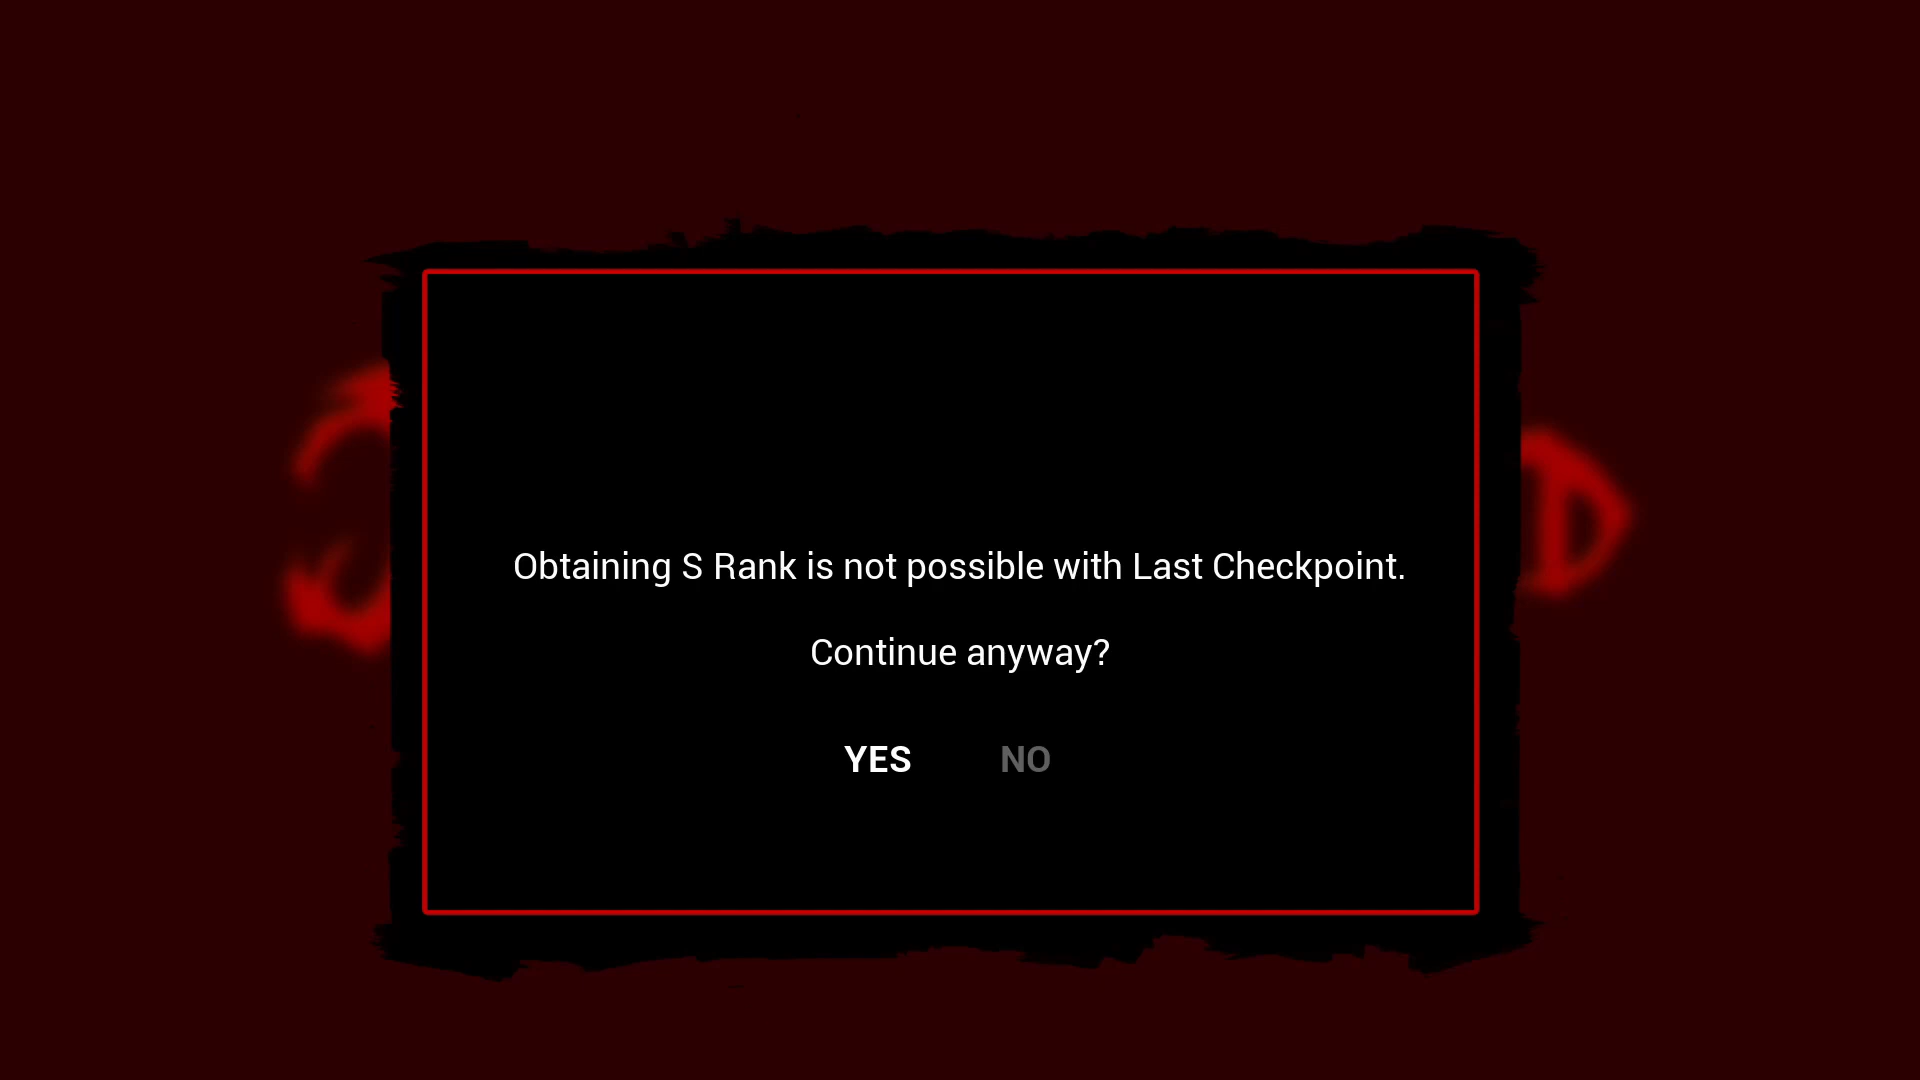 Obtaining S Rank is not possible with Last Checkpoint.
Continue anyway?
YES NO